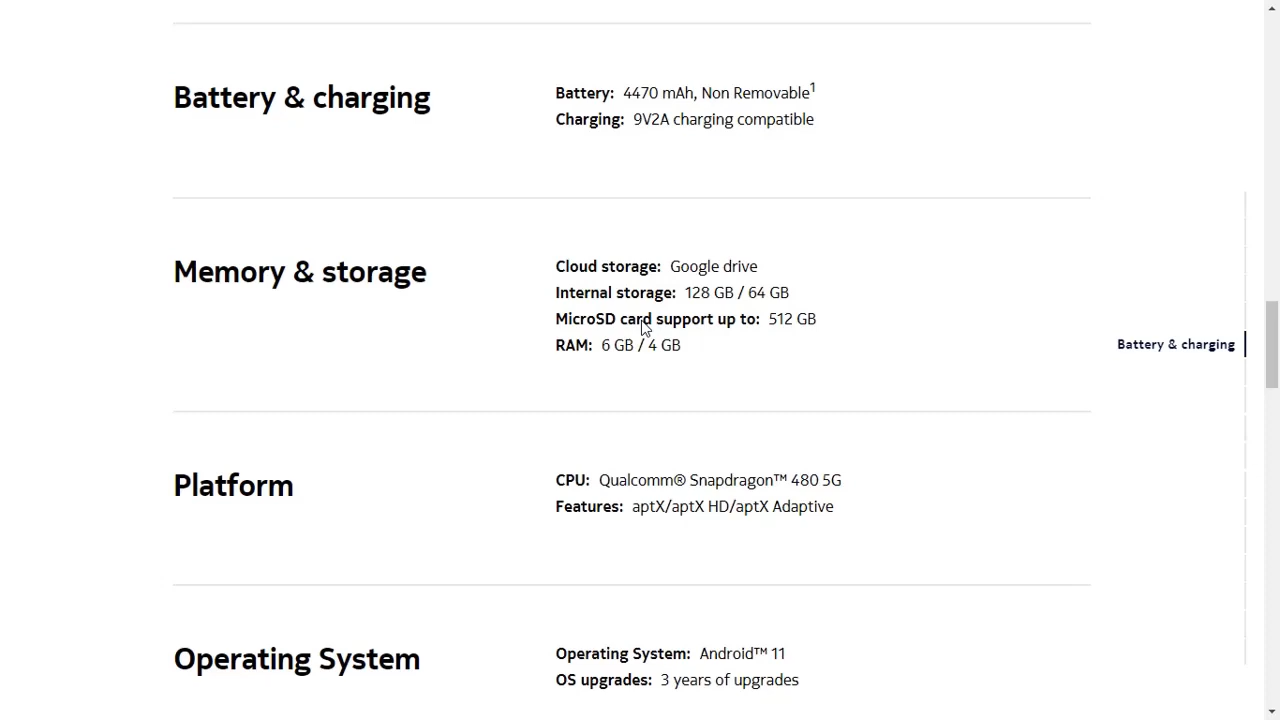 Battery & charging
Battery: 4470 mAh, Non Removable¹
Charging: 9V2A charging compatible
Memory & storage
Cloud storage: Google drive
Internal storage: 128 GB / 64 GB
MicroSD card support up to: 512 GB
RAM: 6 GB / 4 GB
Battery & charging
Platform
CPU: Qualcomm® Snapdragon™ 480 5G
Features: aptX/aptX HD/aptX Adaptive
Operating System
Operating System: Android™ 11
OS upgrades: 3 years of upgrades